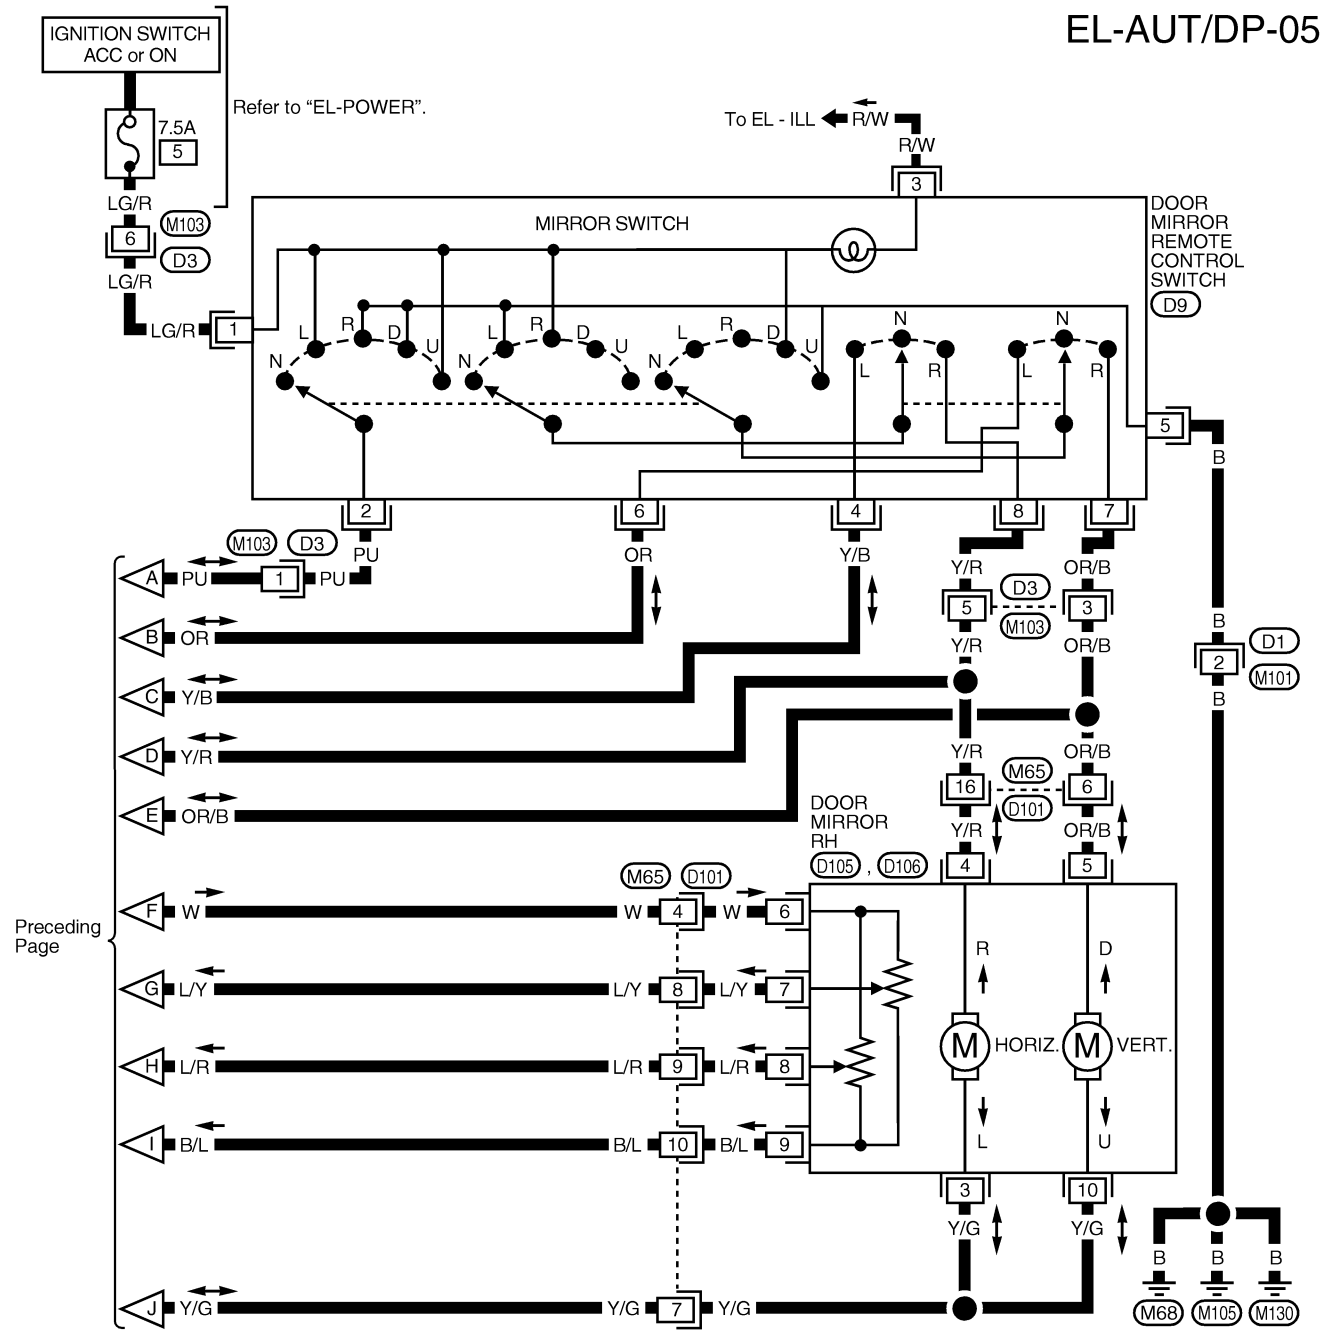 EL-AUT/DP-05
IGNITION SWITCH
ACC or ON
Refer to “EL-POWER”.
7.5A
5
To EL - ILL
R/W
R/W
3
LG/R
M103
6
D3
LG/R
LG/R
1
MIRROR SWITCH
DOOR
MIRROR
REMOTE
CONTROL
SWITCH
D9
N L R D U
N L R D U
N L R D U
L N R
L N R
5
B
2
6
4
8
7
M103
D3
PU
OR
Y/B
Y/R
OR/B
A
PU
1
PU
5
D3
3
M103
B
B
OR
Y/R
OR/B
2
D1
M101
B
C
Y/B
D
Y/R
Y/R
OR/B
M65
16
6
D101
E
OR/B
Y/R
OR/B
DOOR
MIRROR
RH
D105 , D106
4
5
M65
D101
F
W
W
4
W
6
Preceding
Page
R
D
G
L/Y
L/Y
8
L/Y
7
M
HORIZ.
M
VERT.
H
L/R
L/R
9
L/R
8
L
U
I
B/L
B/L
10
B/L
9
3
10
Y/G
Y/G
B
B
B
J
Y/G
Y/G
7
Y/G
M68
M105
M130